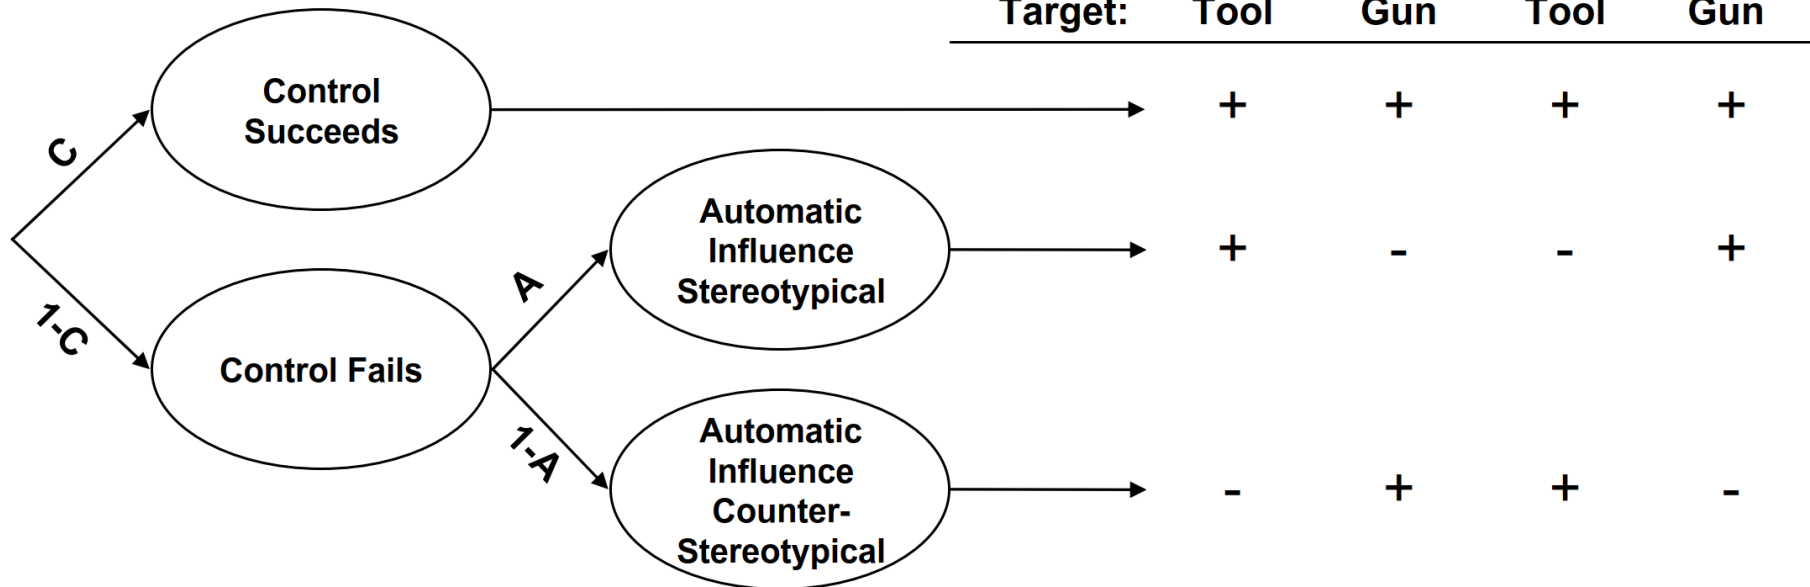 Target: Tool Gun Tool Gun
Control
Succeeds
+ + + +
C
Automatic
Influence
Stereotypical
+ - - +
A
1-C
Control Fails
1-A
Automatic
Influence
Counter-
Stereotypical
- + + -